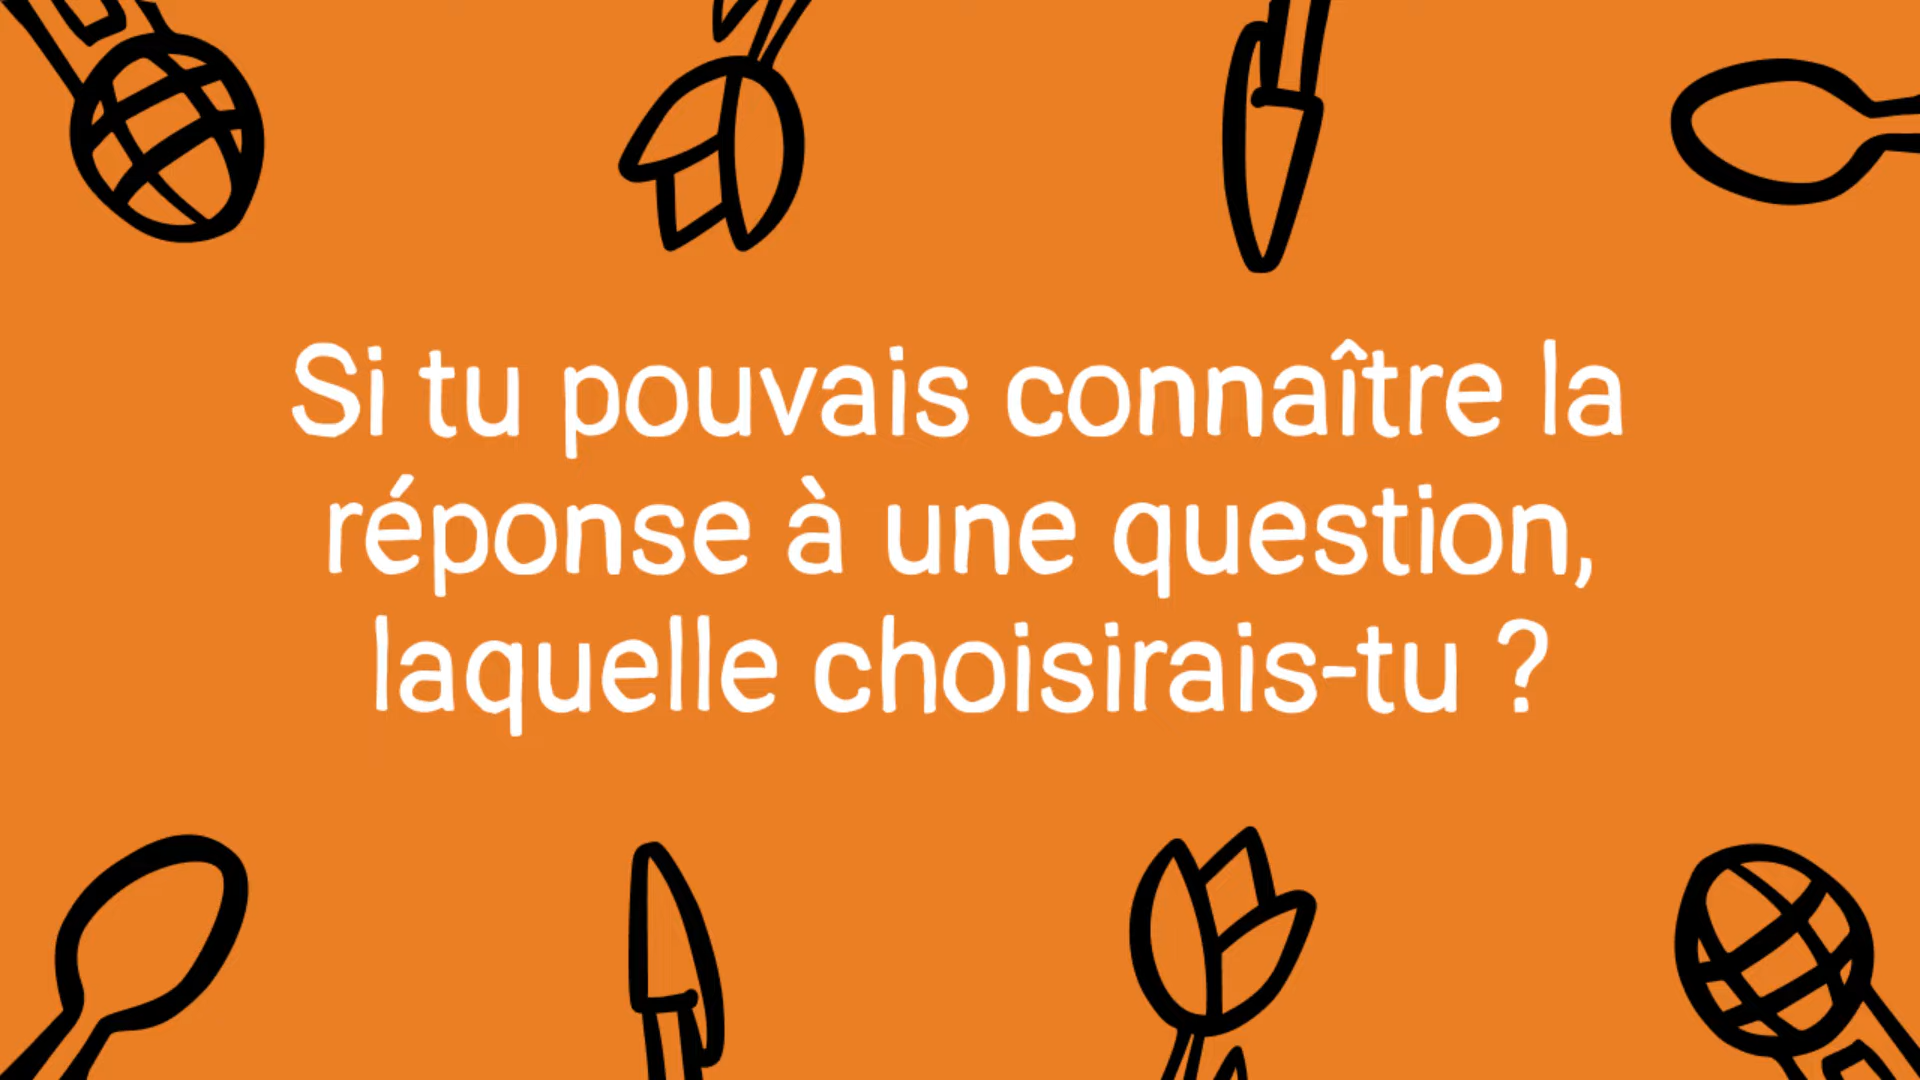 Si tu pouvais connaître la
réponse à une question,
laquelle choisirais-tu ?